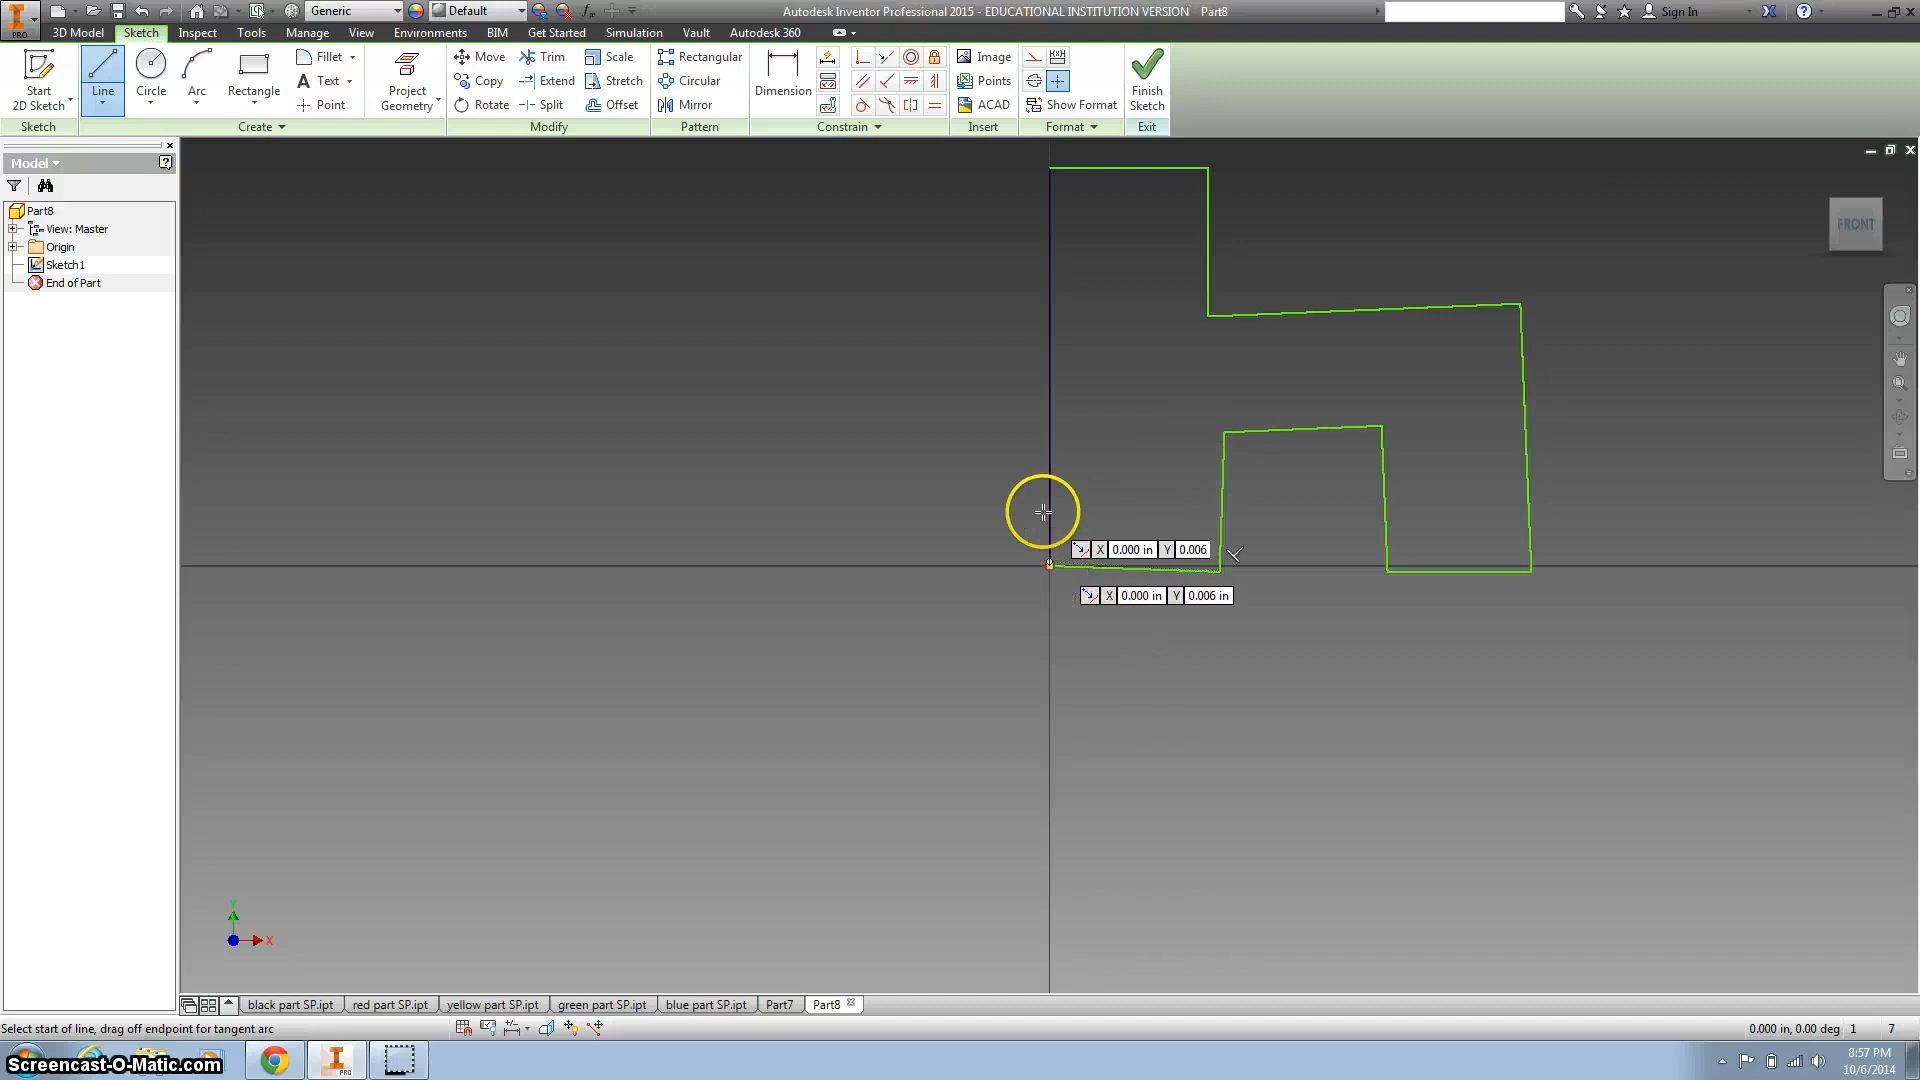 Generic
Default
Autodesk Inventor Professional 2015 - EDUCATIONAL INSTITUTION VERSION Part8
Sign In
PRO
3D Model Sketch Inspect Tools Manage View Environments BIM Get Started Simulation Vault Autodesk 360
Fillet Move Trim Scale Rectangular Image
Text Copy Extend Stretch Circular Points
Point Rotate Split Offset Mirror ACAD Show Format
Start
2D Sketch
Line
Circle
Arc
Rectangle
Project
Geometry
Dimension
Finish
Sketch
Sketch Create Modify Pattern Constrain Insert Format Exit
Model
Part8
View: Master
Origin
Sketch1
End of Part
FRONT
X 0.000 in Y 0.006
X 0.000 in Y 0.006 in
Y
X
black part SP.ipt red part SP.ipt yellow part SP.ipt green part SP.ipt blue part SP.ipt Part7 Part8
Select start of line, drag off endpoint for tangent arc
0.000 in, 0.00 deg 1 7
Screencast-O-Matic.com
PRO
8:57 PM
10/6/2014